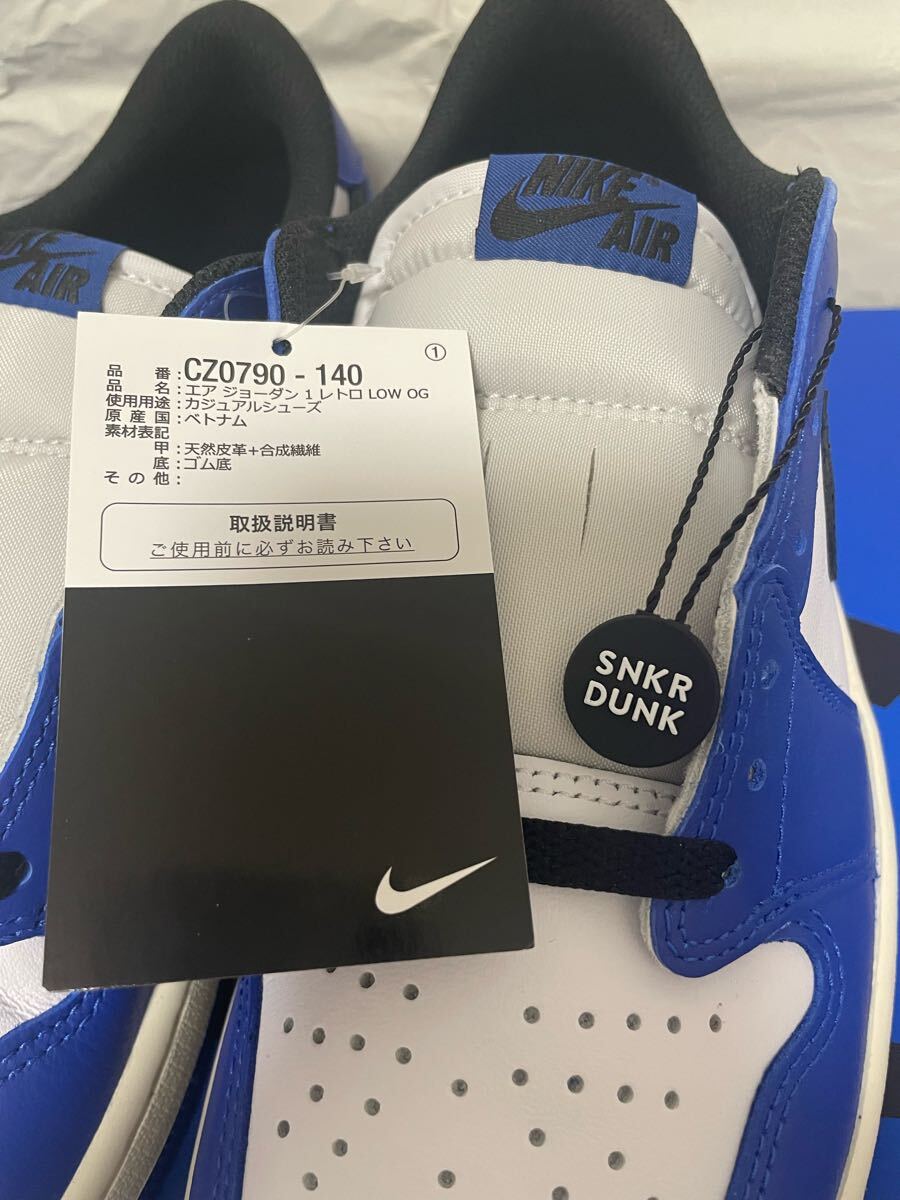 NIKE
AIR
AIR
①
品番:CZ0790-140
品名:エア ジョーダン 1 レトロ LOW OG
使用用途:カジュアルシューズ
原産国:ベトナム
素材表記
甲:天然皮革+合成繊維
底:ゴム底
その他:
取扱説明書
ご使用前に必ずお読み下さい
SNKR
DUNK